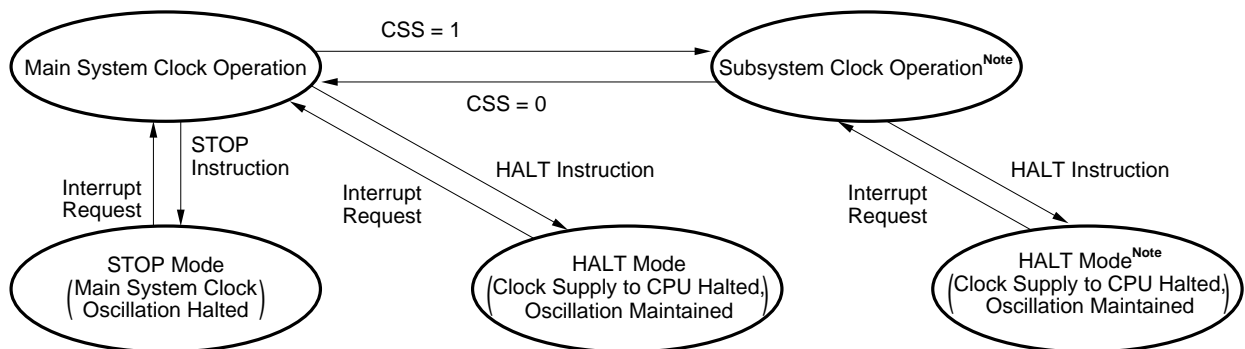 CSS = 1
Main System Clock Operation
Subsystem Clock OperationNote
CSS = 0
STOP
Instruction
Interrupt
Request
HALT Instruction
Interrupt
Request
HALT Instruction
Interrupt
Request
STOP Mode
(Main System Clock
Oscillation Halted)
HALT Mode
(Clock Supply to CPU Halted,
Oscillation Maintained)
HALT ModeNote
(Clock Supply to CPU Halted,
Oscillation Maintained)